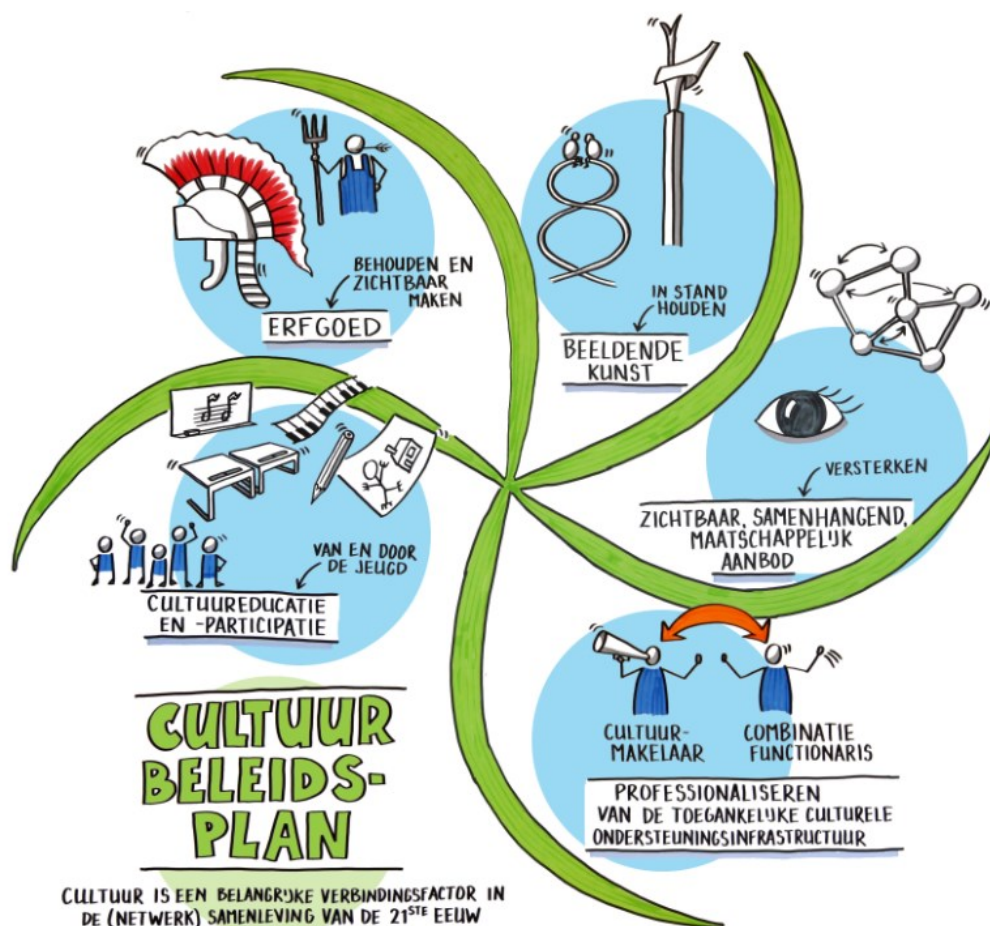 BEHOUDEN EN
ZICHTBAAR
MAKEN
ERFGOED
IN STAND
HOUDEN
BEELDENDE
KUNST
VERSTERKEN
ZICHTBAAR, SAMENHANGEND,
MAATSCHAPPELIJK
AANBOD
VAN EN DOOR
DE JEUGD
CULTUUREDUCATIE
EN -PARTICIPATIE
CULTUUR-
MAKELAAR
COMBINATIE
FUNCTIONARIS
PROFESSIONALISEREN
VAN DE TOEGANKELIJKE CULTURELE
ONDERSTEUNINGSINFRASTRUCTUUR
CULTUUR
BELEIDS-
PLAN
CULTUUR IS EEN BELANGRIJKE VERBINDINGSFACTOR IN
DE (NETWERK) SAMENLEVING VAN DE 21STE EEUW